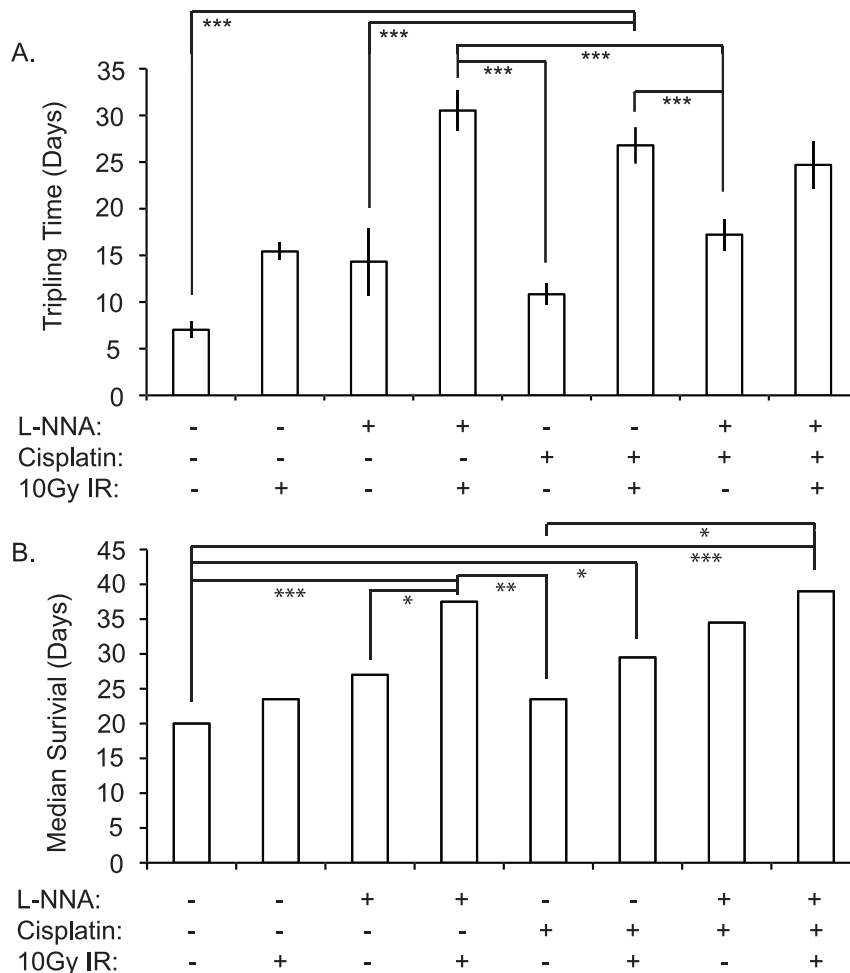 A.
***
***
***
***
***
Tripling Time (Days)
35
30
25
20
15
10
5
0
L-NNA: - - + + - - + +
Cisplatin: - - - - + + + +
10Gy IR: - + - + - + - +
B.
*
***
*
***
*
**
Median Surivial (Days)
45
40
35
30
25
20
15
10
5
0
L-NNA: - - + + - - + +
Cisplatin: - - - - + + + +
10Gy IR: - + - + - + - +